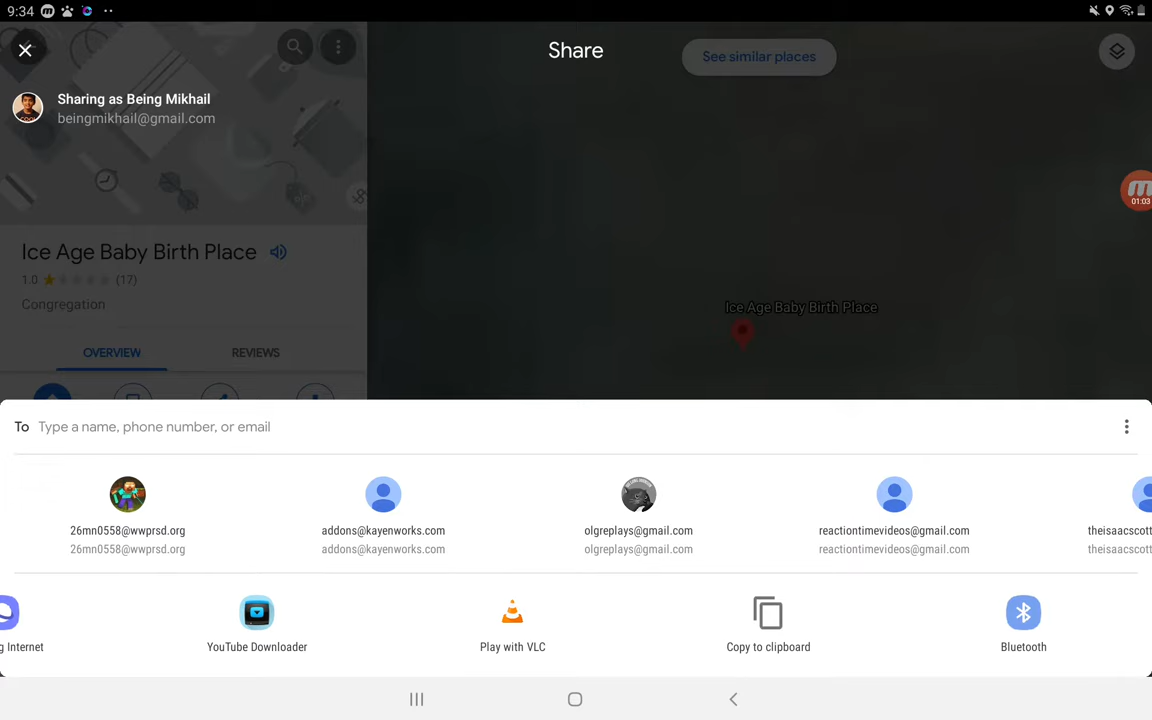 9:34
Share
See similar places
Sharing as Being Mikhail
beingmikhail@gmail.com
01:03
Ice Age Baby Birth Place
1.0 (17)
Congregation
Ice Age Baby Birth Place
OVERVIEW REVIEWS
To Type a name, phone number, or email
26mn0558@wwprsd.org addons@kayenworks.com olgreplays@gmail.com reactiontimevideos@gmail.com theisaacscott
26mn0558@wwprsd.org addons@kayenworks.com olgreplays@gmail.com reactiontimevideos@gmail.com theisaacscott
g Internet YouTube Downloader Play with VLC Copy to clipboard Bluetooth